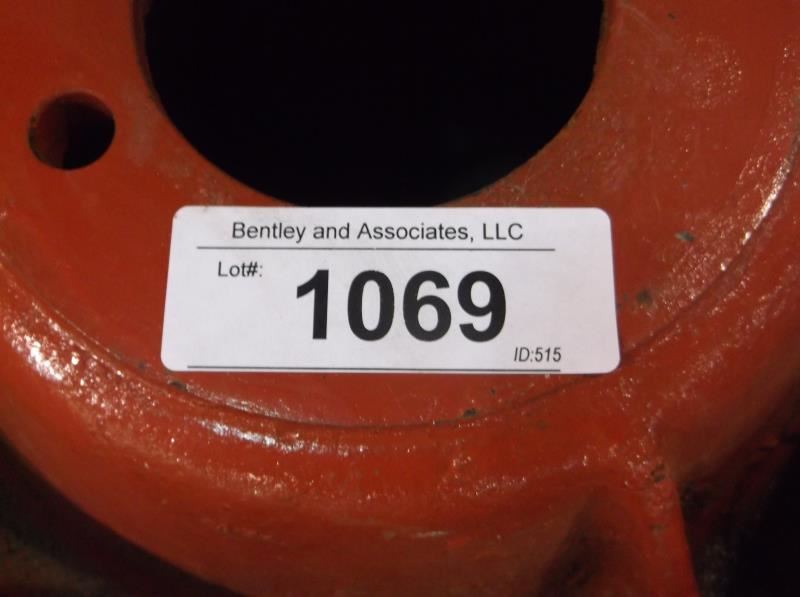 Bentley and Associates, LLC
Lot#:
1069
ID:515